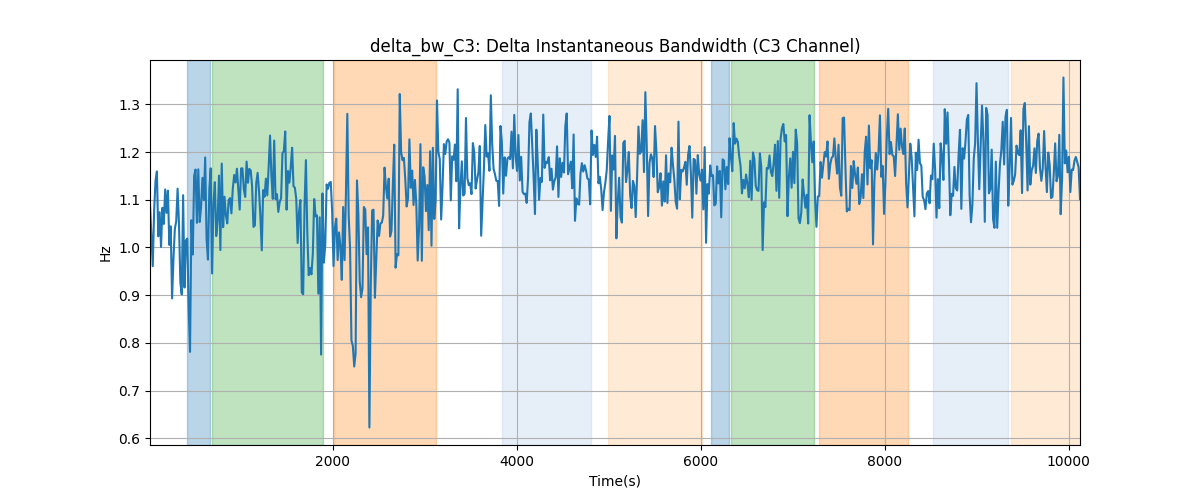 delta_bw_C3: Delta Instantaneous Bandwidth (C3 Channel)
1.3
1.2
1.1
1.0
0.9
0.8
0.7
0.6
Hz
2000 4000 6000 8000 10000
Time(s)